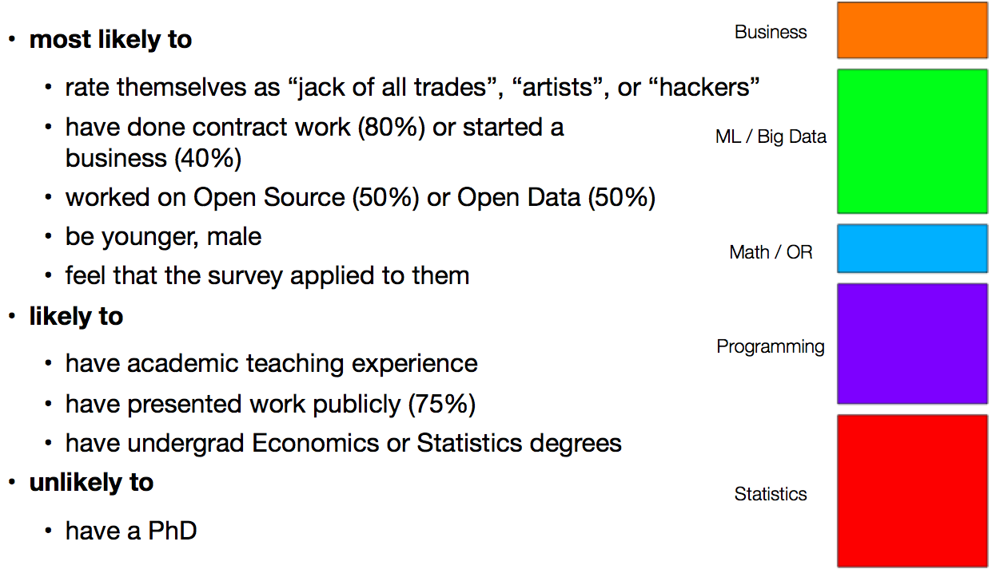 • most likely to
• rate themselves as “jack of all trades”, “artists”, or “hackers”
• have done contract work (80%) or started a
business (40%)
• worked on Open Source (50%) or Open Data (50%)
• be younger, male
• feel that the survey applied to them
• likely to
• have academic teaching experience
• have presented work publicly (75%)
• have undergrad Economics or Statistics degrees
• unlikely to
• have a PhD
Business
ML / Big Data
Math / OR
Programming
Statistics